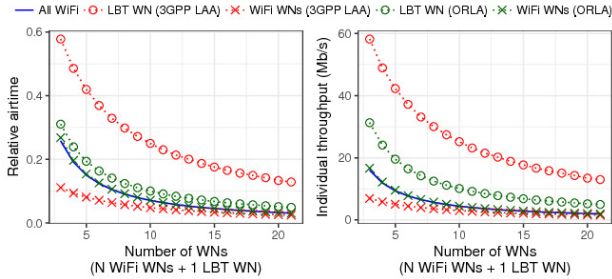 All WiFi LBT WN (3GPP LAA) WiFi WNs (3GPP LAA) LBT WN (ORLA) WiFi WNs (ORLA)
Relative airtime
0.6
0.4
0.2
0.0
5 10 15 20
Number of WNs
(N WiFi WNs + 1 LBT WN)
Individual throughput (Mb/s)
60
40
20
0
5 10 15 20
Number of WNs
(N WiFi WNs + 1 LBT WN)